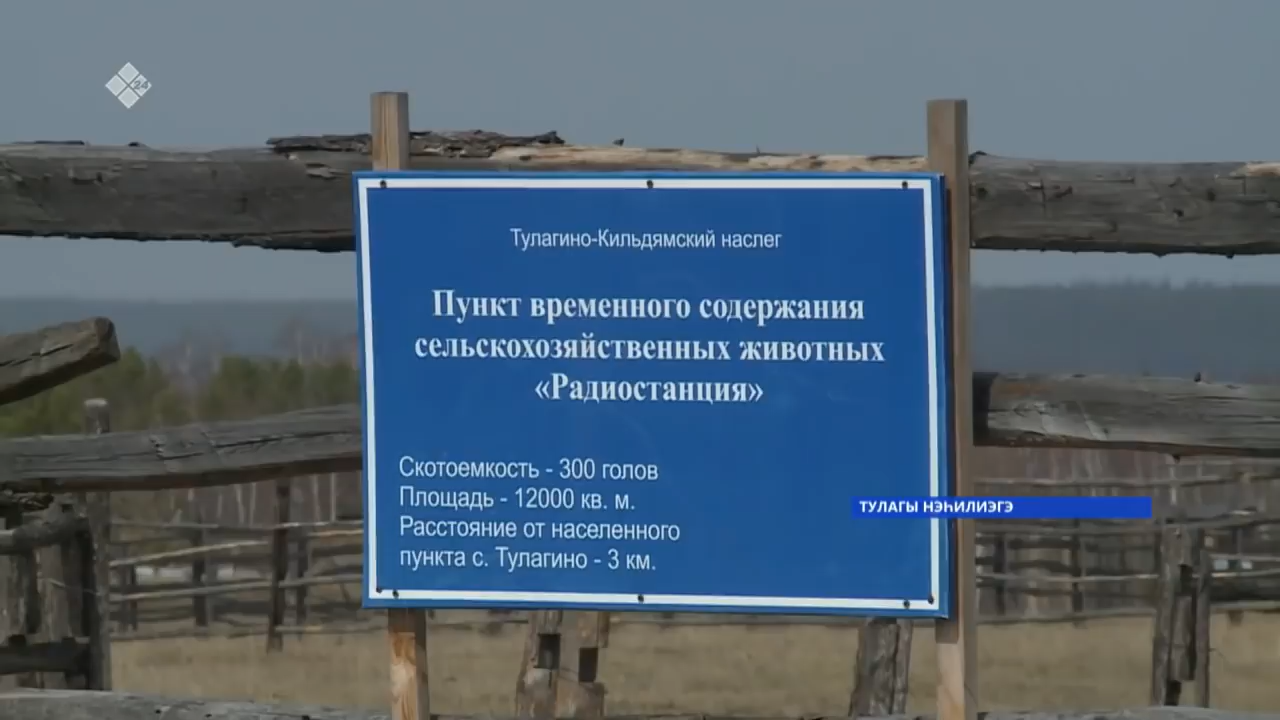 24
Тулагино-Кильдямский наслег
Пункт временного содержания
сельскохозяйственных животных
«Радиостанция»
Скотоемкость - 300 голов
Площадь - 12000 кв. м.
Расстояние от населенного
пункта с. Тулагино - 3 км.
ТУЛАГЫ НЭҺИЛИЭГЭ